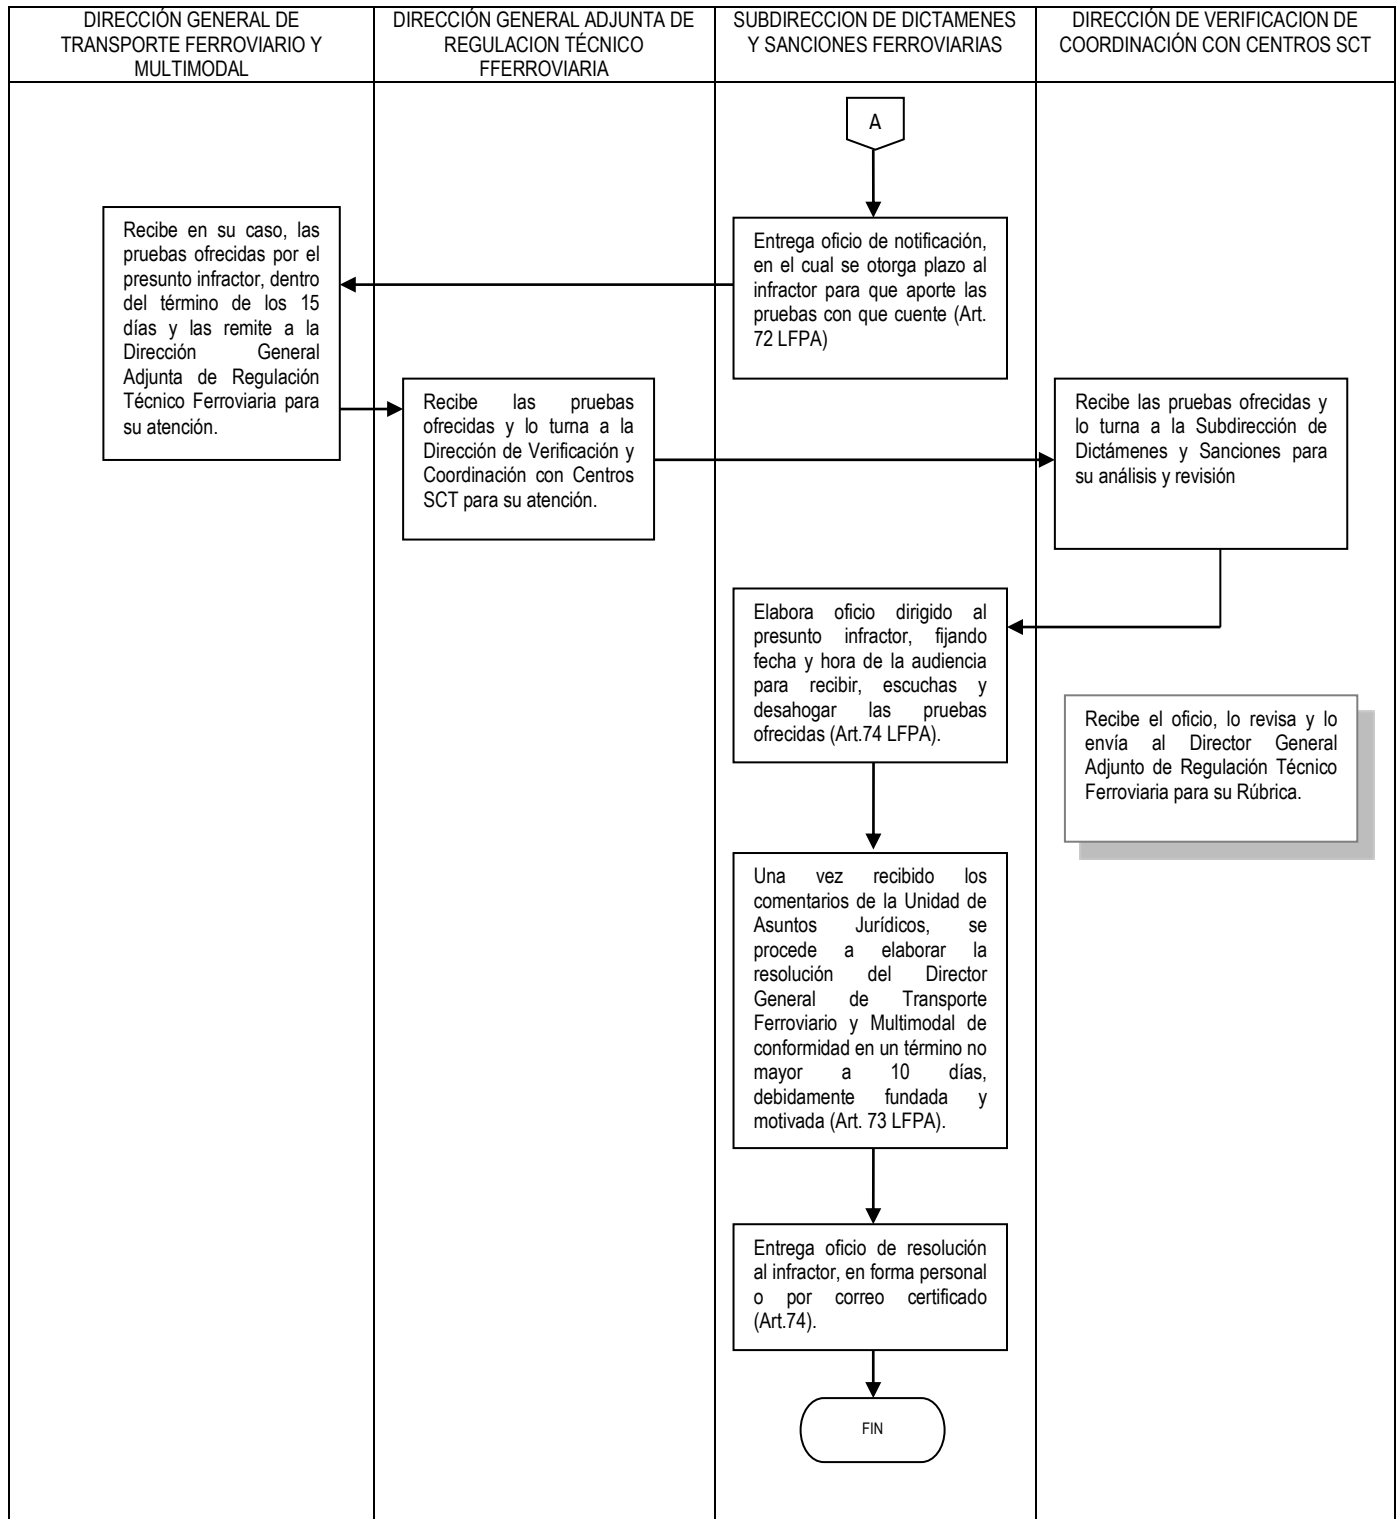 DIRECCIÓN GENERAL DE
TRANSPORTE FERROVIARIO Y
MULTIMODAL
DIRECCIÓN GENERAL ADJUNTA DE
REGULACION TÉCNICO
FFERROVIARIA
SUBDIRECCION DE DICTAMENES
Y SANCIONES FERROVIARIAS
DIRECCIÓN DE VERIFICACION DE
COORDINACIÓN CON CENTROS SCT
A
Entrega oficio de notificación,
en el cual se otorga plazo al
infractor para que aporte las
pruebas con que cuente (Art.
72 LFPA)
Recibe en su caso, las
pruebas ofrecidas por el
presunto infractor, dentro
del término de los 15
días y las remite a la
Dirección General
Adjunta de Regulación
Técnico Ferroviaria para
su atención.
Recibe las pruebas
ofrecidas y lo turna a la
Dirección de Verificación y
Coordinación con Centros
SCT para su atención.
Recibe las pruebas ofrecidas y
lo turna a la Subdirección de
Dictámenes y Sanciones para
su análisis y revisión
Elabora oficio dirigido al
presunto infractor, fijando
fecha y hora de la audiencia
para recibir, escuchas y
desahogar las pruebas
ofrecidas (Art.74 LFPA).
Recibe el oficio, lo revisa y lo
envía al Director General
Adjunto de Regulación Técnico
Ferroviaria para su Rúbrica.
Una vez recibido los
comentarios de la Unidad de
Asuntos Jurídicos, se
procede a elaborar la
resolución del Director
General de Transporte
Ferroviario y Multimodal de
conformidad en un término no
mayor a 10 días,
debidamente fundada y
motivada (Art. 73 LFPA).
Entrega oficio de resolución
al infractor, en forma personal
o por correo certificado
(Art.74).
FIN